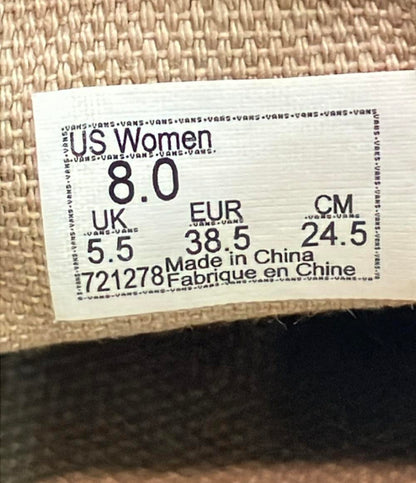 US Women
8.0
UK EUR CM
5.5 38.5 24.5
721278 Made in China
Fabrique en Chine